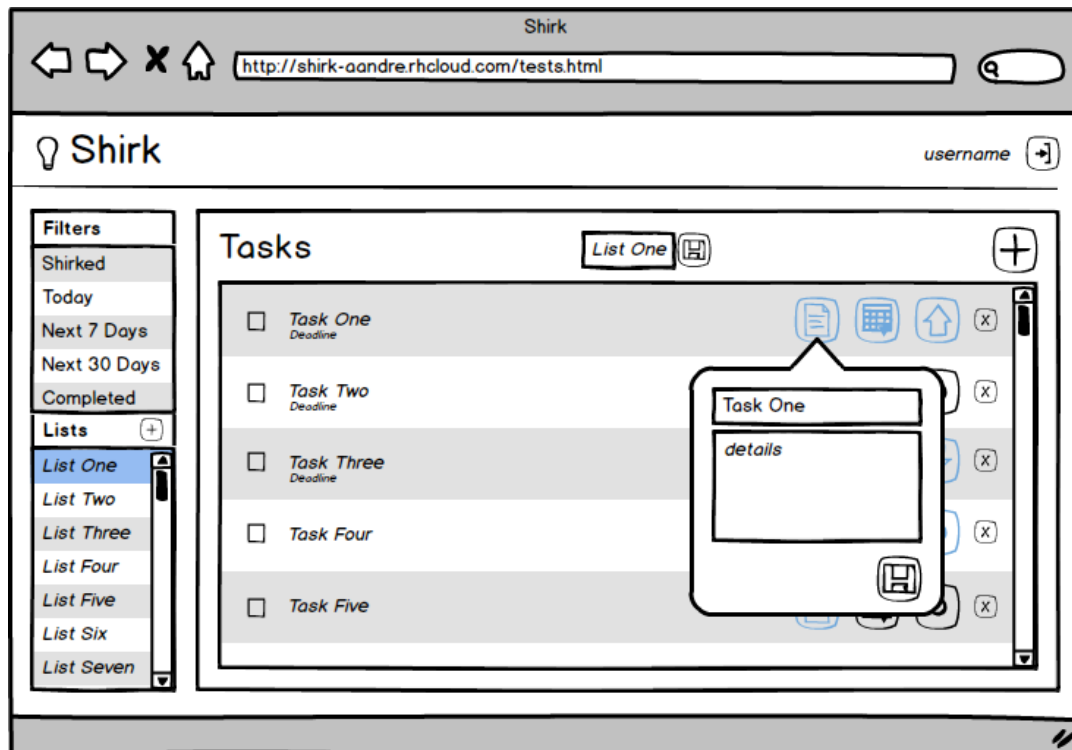 Shirk
http://shirk-aandre.rhcloud.com/tests.html
Shirk
username
Filters
Shirked
Today
Next 7 Days
Next 30 Days
Completed
Lists
List One
List Two
List Three
List Four
List Five
List Six
List Seven
Tasks
List One
Task One
Deadline
X
Task Two
Deadline
X
Task Three
Deadline
X
Task Four
X
Task Five
X
Task One
details